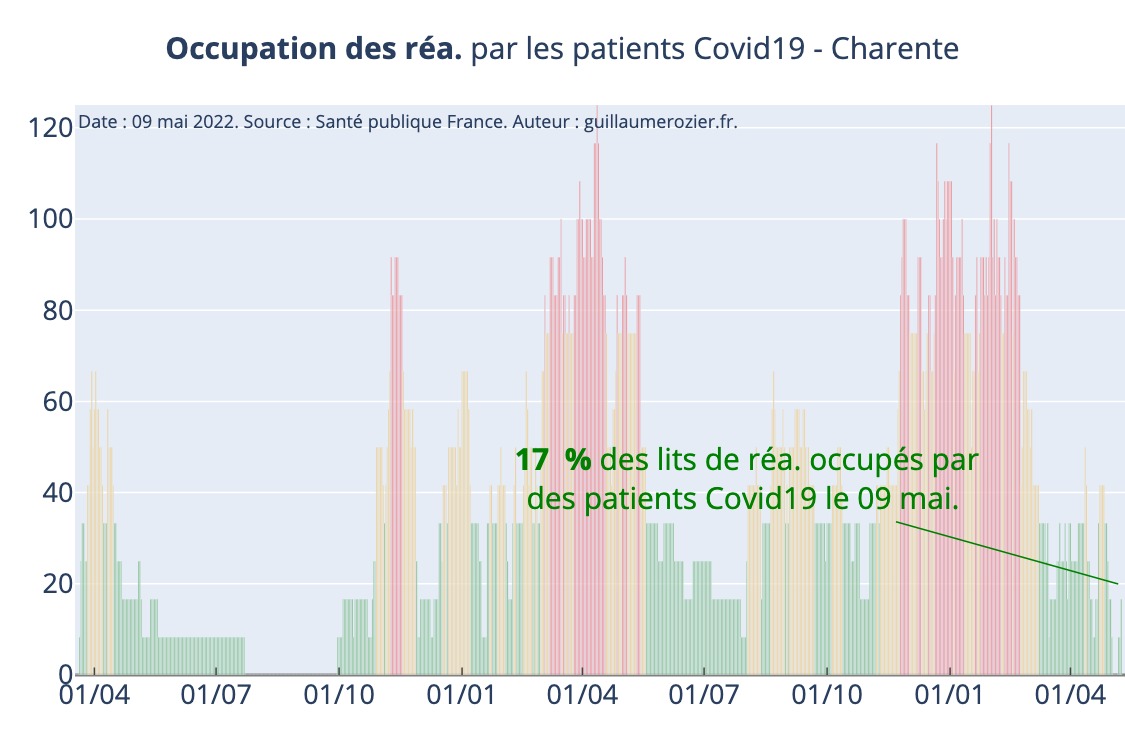 Occupation des réa. par les patients Covid19 - Charente
Date : 09 mai 2022. Source : Santé publique France. Auteur : guillaumerozier.fr.
120
100
80
60
40
20
0
17 % des lits de réa. occupés par
des patients Covid19 le 09 mai.
01/04 01/07 01/10 01/01 01/04 01/07 01/10 01/01 01/04